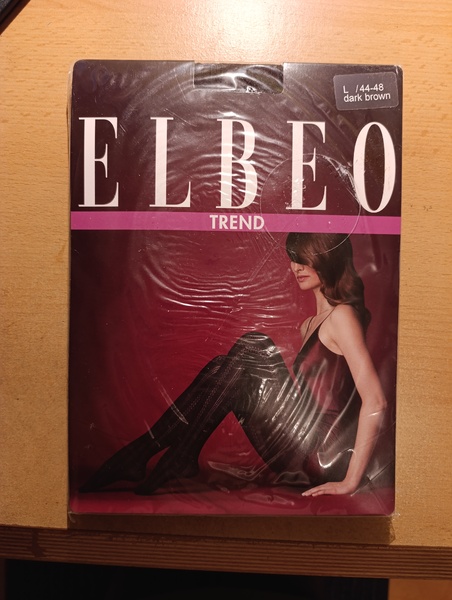 L / 44-48
dark brown
ELBEO
TREND